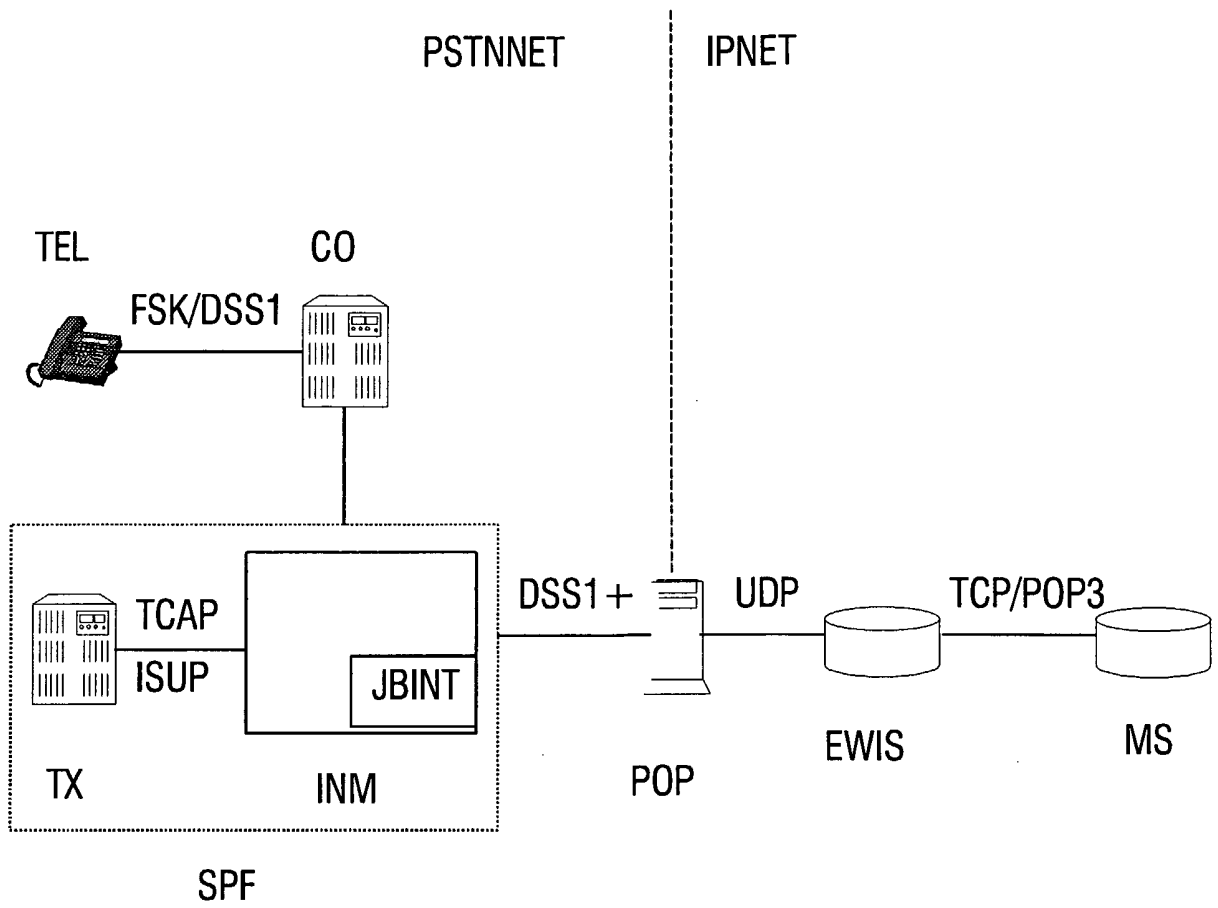 PSTNNET
IPNET
TEL
CO
FSK/DSS1
TCAP
ISUP
JBINT
DSS1+
UDP
TCP/POP3
TX
INM
POP
EWIS
MS
SPF